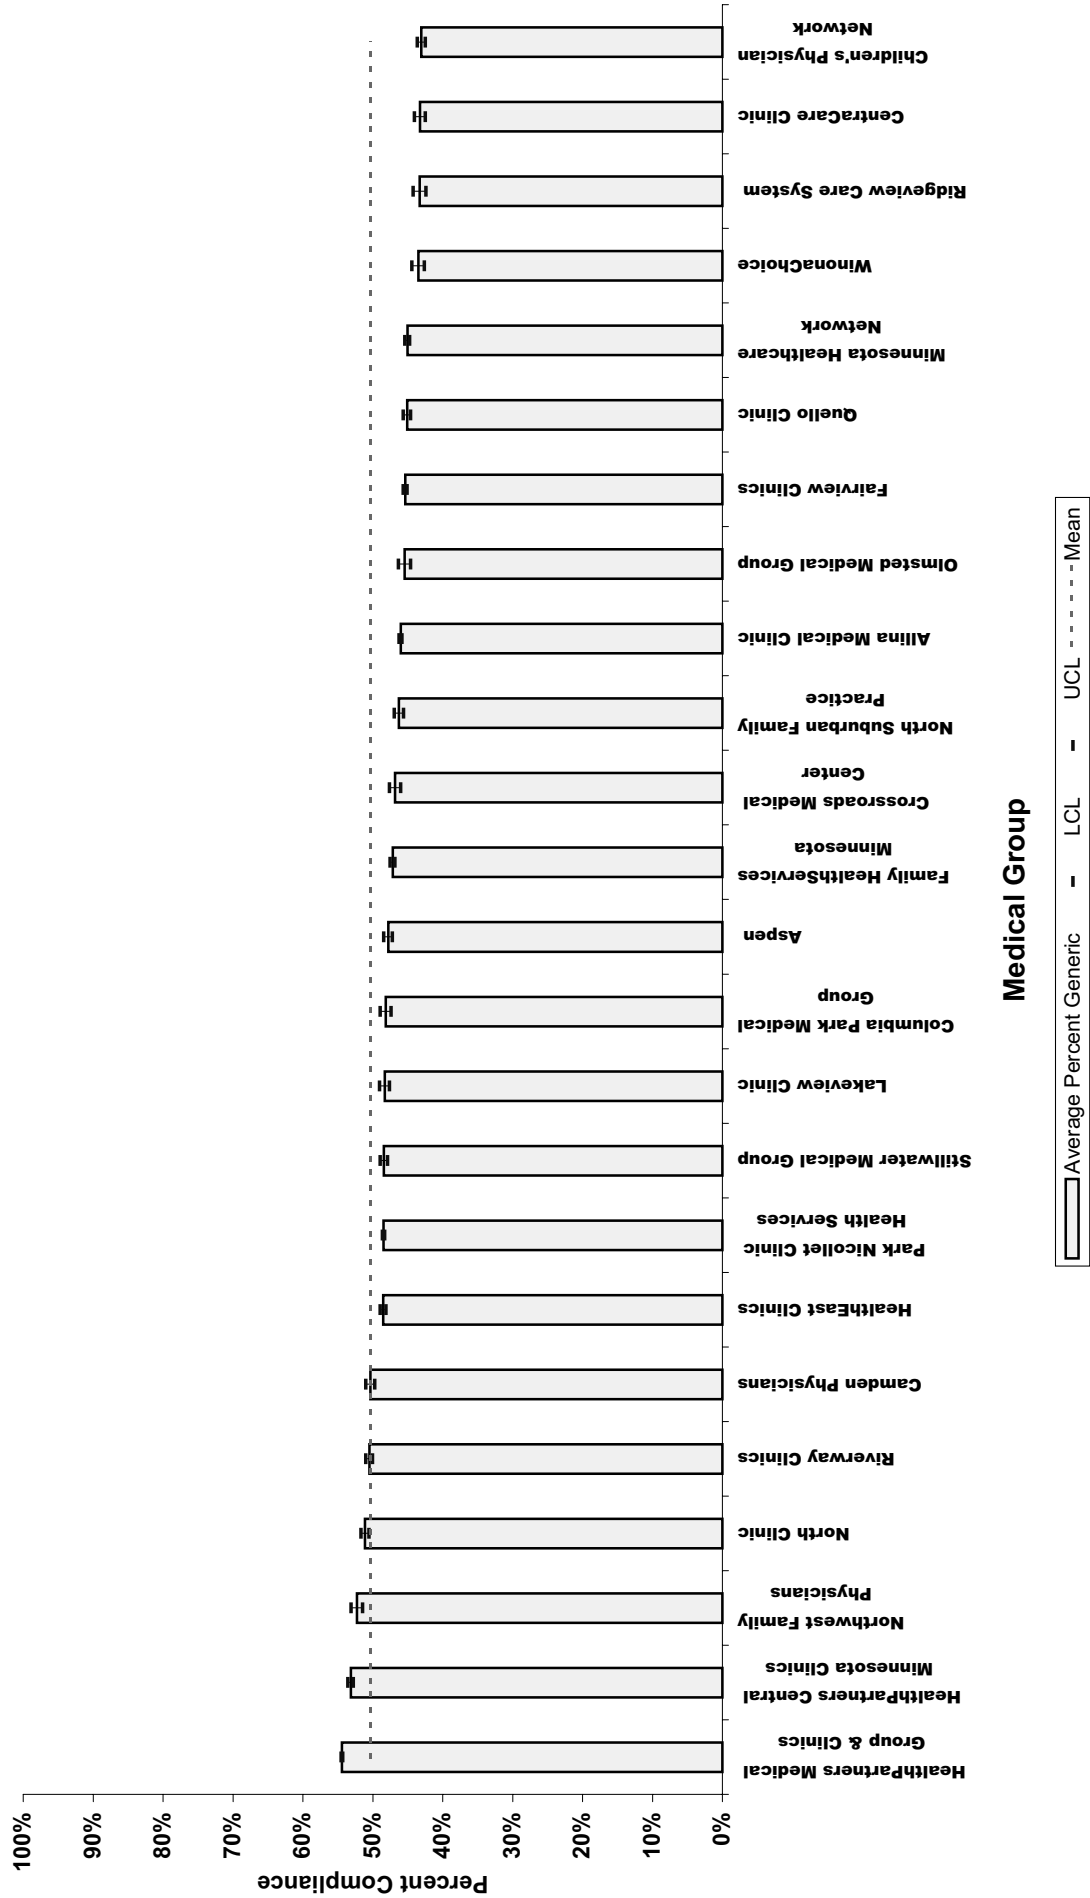 Percent Compliance
100%
90%
80%
70%
60%
50%
40%
30%
20%
10%
0%
HealthPartners Medical
Group & Clinics
HealthPartners Central
Minnesota Clinics
Northwest Family
Physicians
North Clinic
Riverway Clinics
Camden Physicians
HealthEast Clinics
Park Nicollet Clinic
Health Services
Stillwater Medical Group
Lakeview Clinic
Columbia Park Medical
Group
Aspen
Family HealthServices
Minnesota
Crossroads Medical
Center
North Suburban Family
Practice
Allina Medical Clinic
Olmsted Medical Group
Fairview Clinics
Quello Clinic
Minnesota Healthcare
Network
WinonaChoice
Ridgeview Care System
CentraCare Clinic
Children's Physician
Network
Medical Group
Average Percent Generic LCL UCL Mean